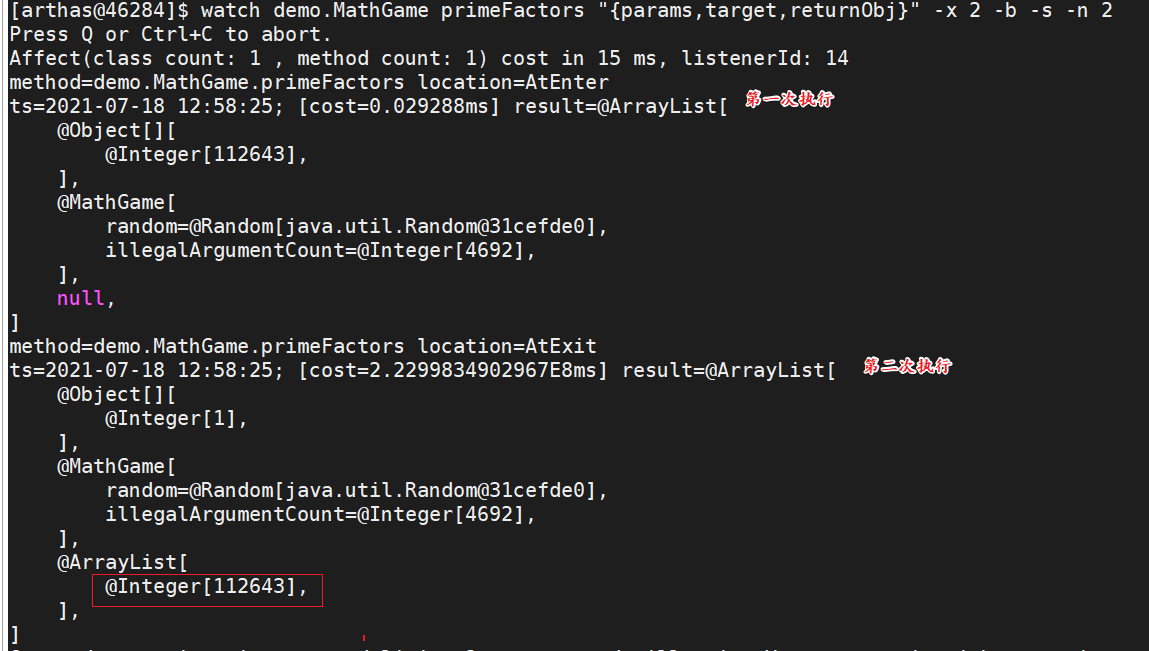 [arthas@46284]$ watch demo.MathGame primeFactors "{params,target,returnObj}" -x 2 -b -s -n 2
Press Q or Ctrl+C to abort.
Affect(class count: 1 , method count: 1) cost in 15 ms, listenerId: 14
method=demo.MathGame.primeFactors location=AtEnter
ts=2021-07-18 12:58:25; [cost=0.029288ms] result=@ArrayList[ 第一次执行
    @Object[][
        @Integer[112643],
    ],
    @MathGame[
        random=@Random[java.util.Random@31cefde0],
        illegalArgumentCount=@Integer[4692],
    ],
    null,
]
method=demo.MathGame.primeFactors location=AtExit
ts=2021-07-18 12:58:25; [cost=2.2299834902967E8ms] result=@ArrayList[ 第二次执行
    @Object[][
        @Integer[1],
    ],
    @MathGame[
        random=@Random[java.util.Random@31cefde0],
        illegalArgumentCount=@Integer[4692],
    ],
    @ArrayList[
        @Integer[112643],
    ],
]